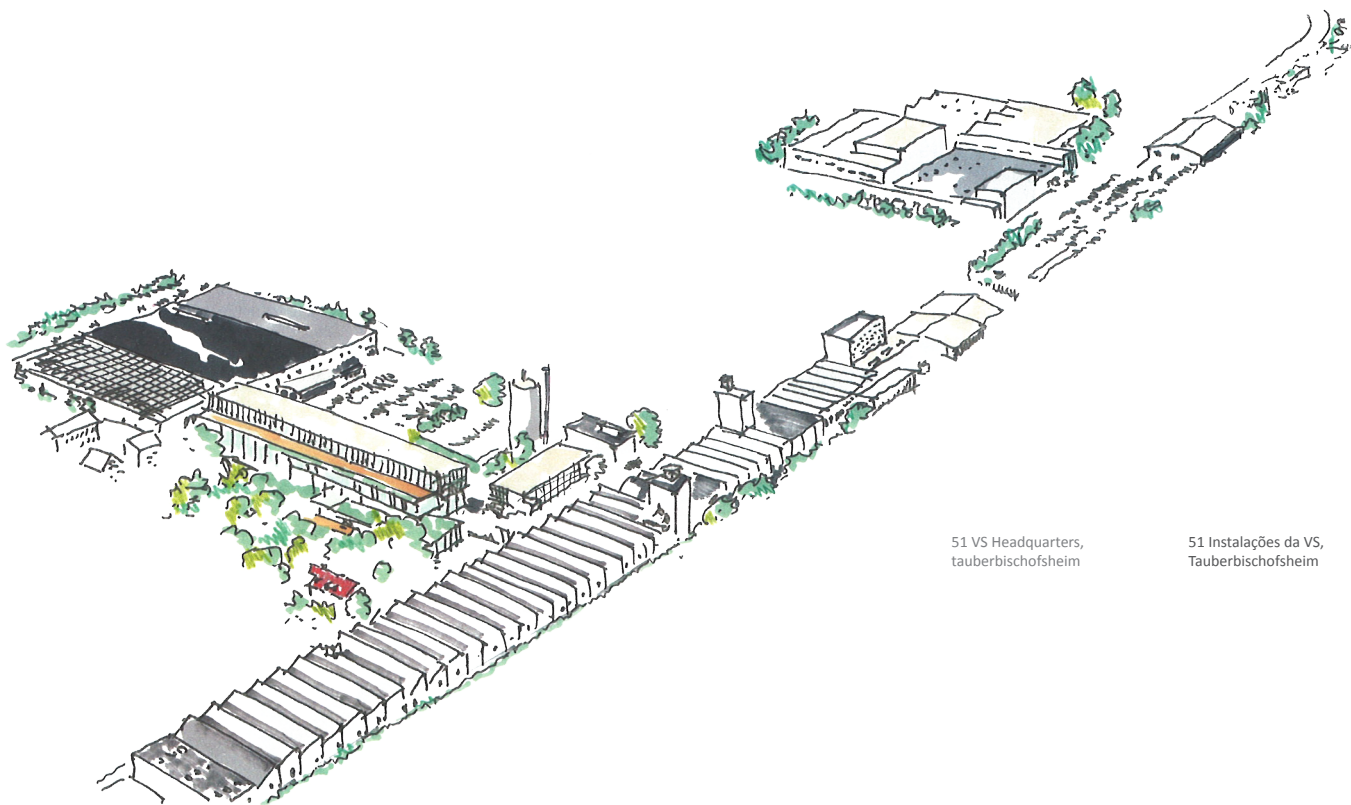 51 VS Headquarters,
tauberbischofsheim
51 Instalações da VS,
Tauberbischofsheim